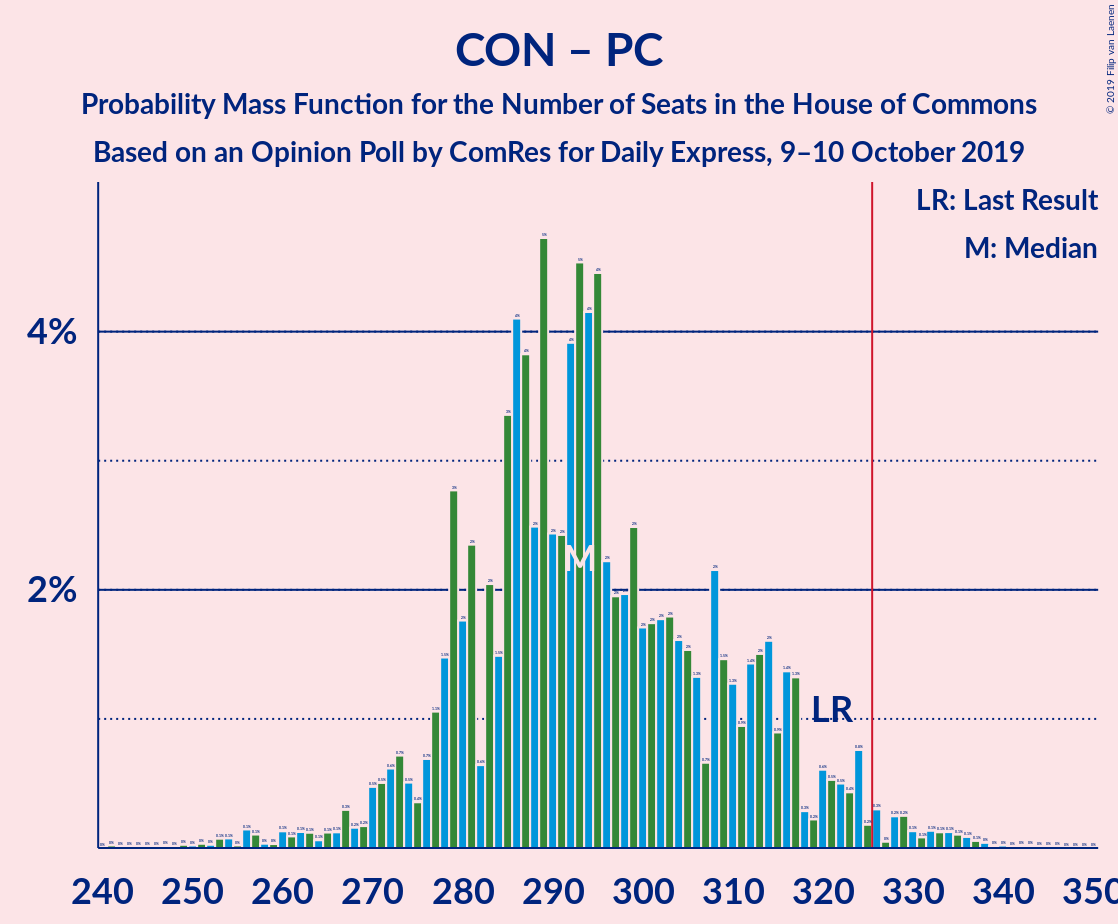 CON – PC
Probability Mass Function for the Number of Seats in the House of Commons
Based on an Opinion Poll by ComRes for Daily Express, 9–10 October 2019
© 2019 Filip van Laenen
LR: Last Result
M: Median
4%
2%
M
LR
240 250 260 270 280 290 300 310 320 330 340 350